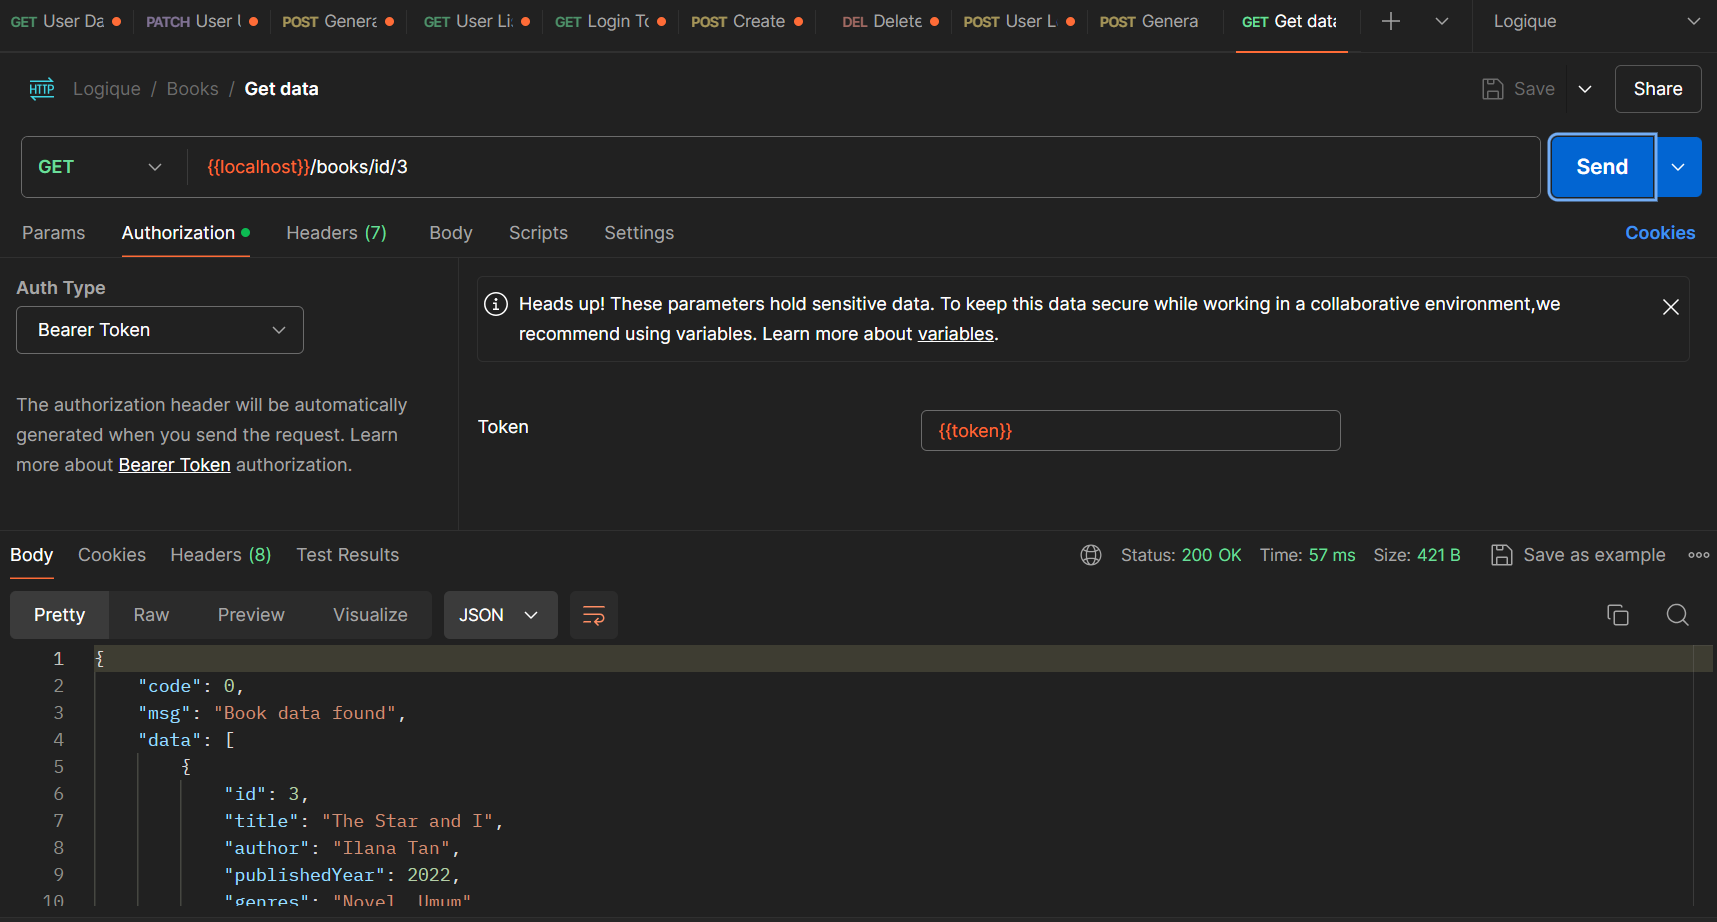 GET User Da PATCH User U POST Genera GET User Li GET Login To POST Create DEL Delete POST User L POST Genera GET Get data Logique
HTTP Logique / Books / Get data Save Share
GET {{localhost}}/books/id/3 Send
Params Authorization Headers (7) Body Scripts Settings Cookies
Auth Type
Bearer Token
The authorization header will be automatically
generated when you send the request. Learn
more about Bearer Token authorization.
Heads up! These parameters hold sensitive data. To keep this data secure while working in a collaborative environment,we
recommend using variables. Learn more about variables.
Token {{token}}
Body Cookies Headers (8) Test Results Status: 200 OK Time: 57 ms Size: 421 B Save as example
Pretty Raw Preview Visualize JSON
1 {
2 "code": 0,
3 "msg": "Book data found",
4 "data": [
5 {
6 "id": 3,
7 "title": "The Star and I",
8 "author": "Ilana Tan",
9 "publishedYear": 2022,
10 "genres": "Novel, Umum"